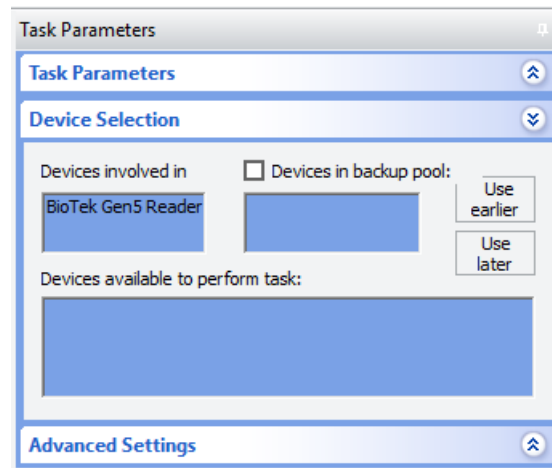 Task Parameters
Task Parameters
Device Selection
Devices involved in
Devices in backup pool:
BioTek Gen5 Reader
Use
earlier
Use
later
Devices available to perform task:
Advanced Settings